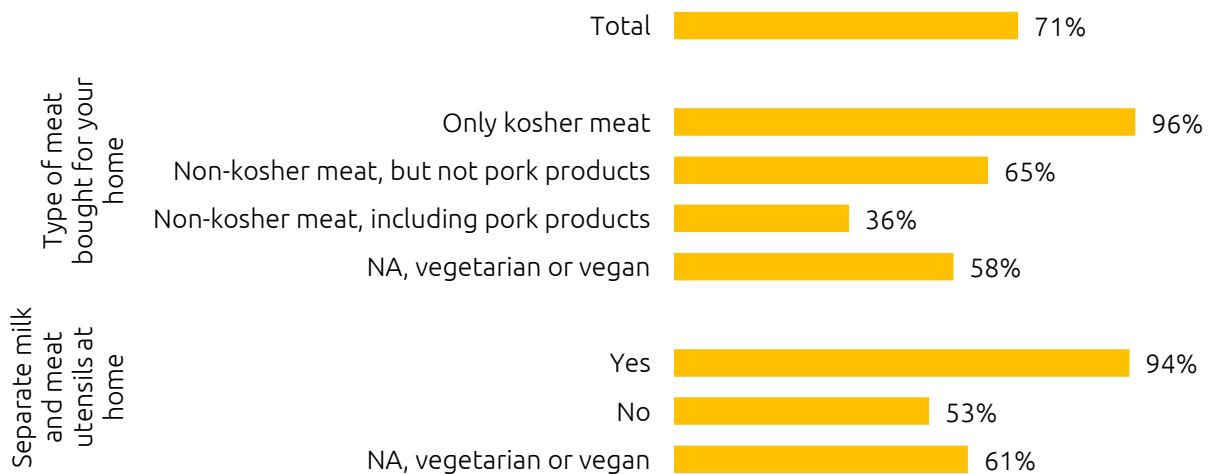 Total
71%
Type of meat
bought for your
home
Only kosher meat
96%
Non-kosher meat, but not pork products
65%
Non-kosher meat, including pork products
36%
NA, vegetarian or vegan
58%
Separate milk
and meat
utensils at
home
Yes
94%
No
53%
NA, vegetarian or vegan
61%